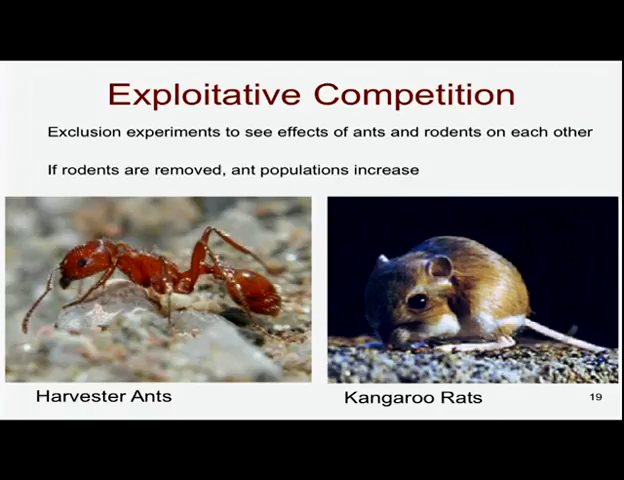 Exploitative Competition
Exclusion experiments to see effects of ants and rodents on each other
If rodents are removed, ant populations increase
Harvester Ants
Kangaroo Rats
19